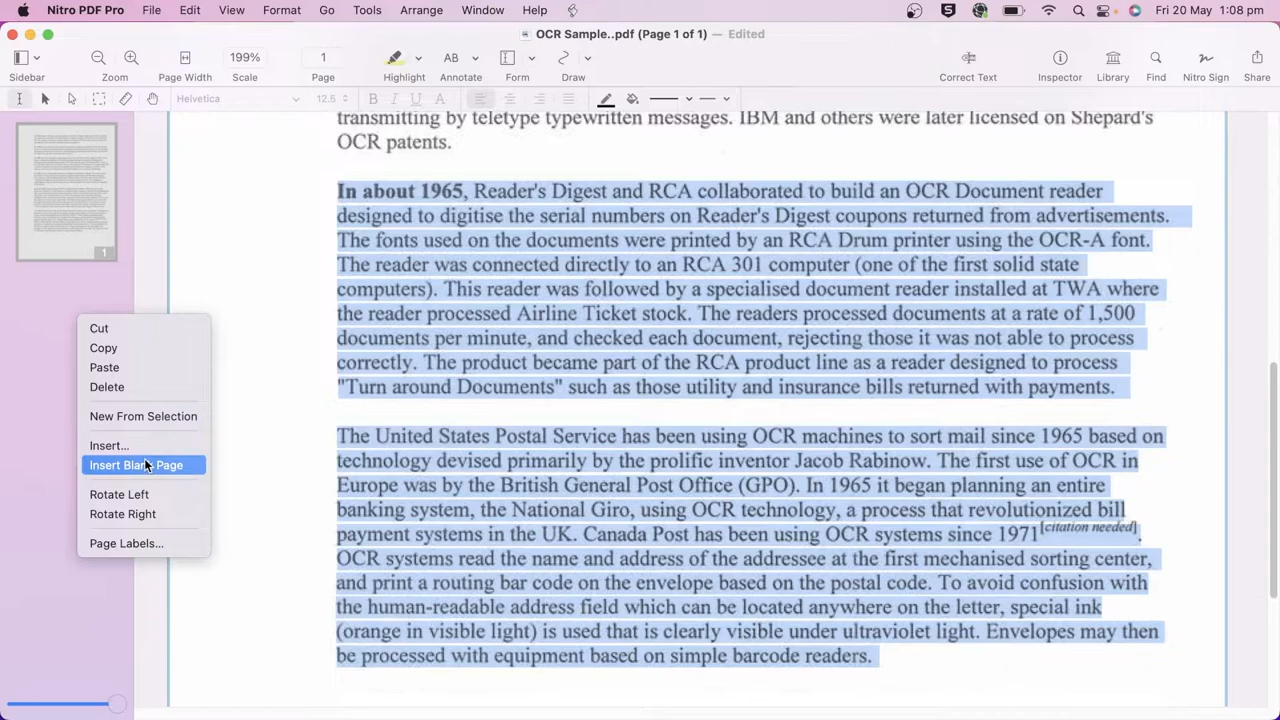 Nitro PDF Pro File Edit View Format Go Tools Arrange Window Help Fri 20 May 1:08 pm
OCR Sample..pdf (Page 1 of 1) — Edited
199% 1 AB
Sidebar Zoom Page Width Scale Page Highlight Annotate Form Draw Correct Text Inspector Library Find Nitro Sign Share
Helvetica 12.5 B I U A
transmitting by teletype typewritten messages. IBM and others were later licensed on Shepard's
OCR patents.
In about 1965, Reader's Digest and RCA collaborated to build an OCR Document reader
designed to digitise the serial numbers on Reader's Digest coupons returned from advertisements.
The fonts used on the documents were printed by an RCA Drum printer using the OCR-A font.
The reader was connected directly to an RCA 301 computer (one of the first solid state
computers). This reader was followed by a specialised document reader installed at TWA where
the reader processed Airline Ticket stock. The readers processed documents at a rate of 1,500
documents per minute, and checked each document, rejecting those it was not able to process
correctly. The product became part of the RCA product line as a reader designed to process
"Turn around Documents" such as those utility and insurance bills returned with payments.
The United States Postal Service has been using OCR machines to sort mail since 1965 based on
technology devised primarily by the prolific inventor Jacob Rabinow. The first use of OCR in
Europe was by the British General Post Office (GPO). In 1965 it began planning an entire
banking system, the National Giro, using OCR technology, a process that revolutionized bill
payment systems in the UK. Canada Post has been using OCR systems since 1971[citation needed].
OCR systems read the name and address of the addressee at the first mechanised sorting center,
and print a routing bar code on the envelope based on the postal code. To avoid confusion with
the human-readable address field which can be located anywhere on the letter, special ink
(orange in visible light) is used that is clearly visible under ultraviolet light. Envelopes may then
be processed with equipment based on simple barcode readers.
1
Cut
Copy
Paste
Delete
New From Selection
Insert...
Insert Blank Page
Rotate Left
Rotate Right
Page Labels...